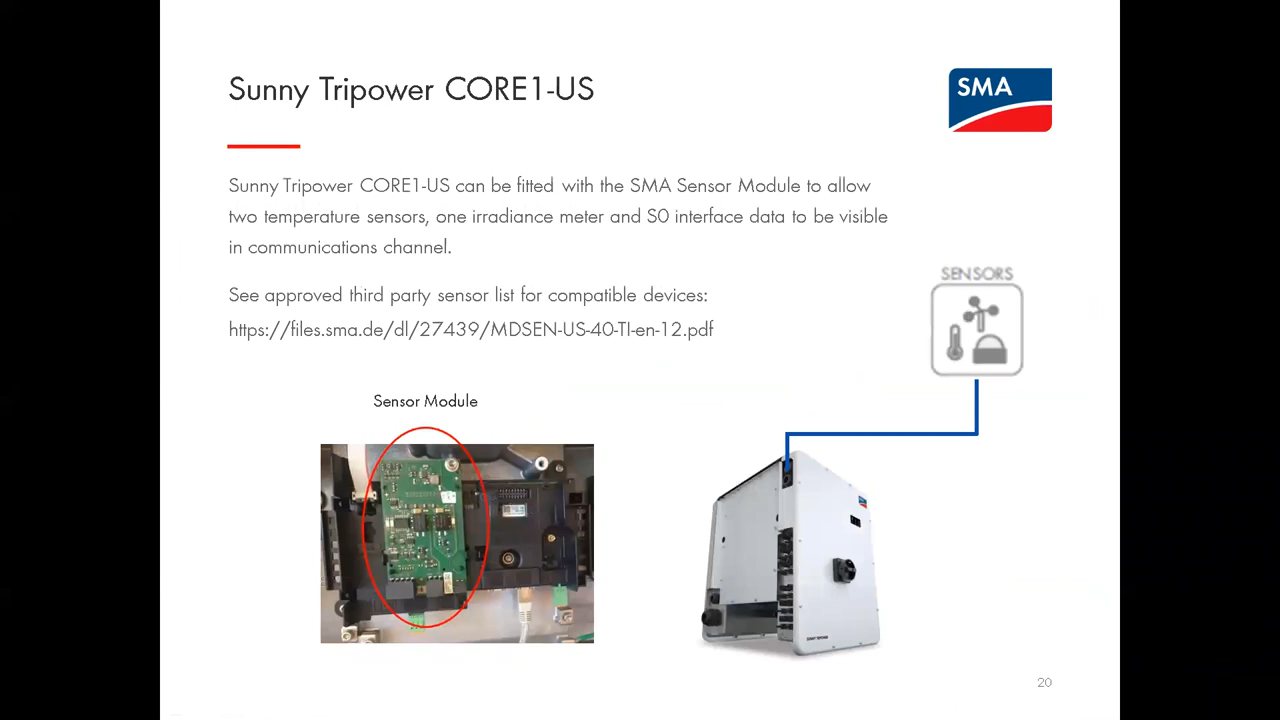 Sunny Tripower CORE1-US
SMA
Sunny Tripower CORE1-US can be fitted with the SMA Sensor Module to allow
two temperature sensors, one irradiance meter and S0 interface data to be visible
in communications channel.
See approved third party sensor list for compatible devices:
https://files.sma.de/dl/27439/MDSEN-US-40-TI-en-12.pdf
SENSORS
Sensor Module
SUNNY TRIPOWER
20